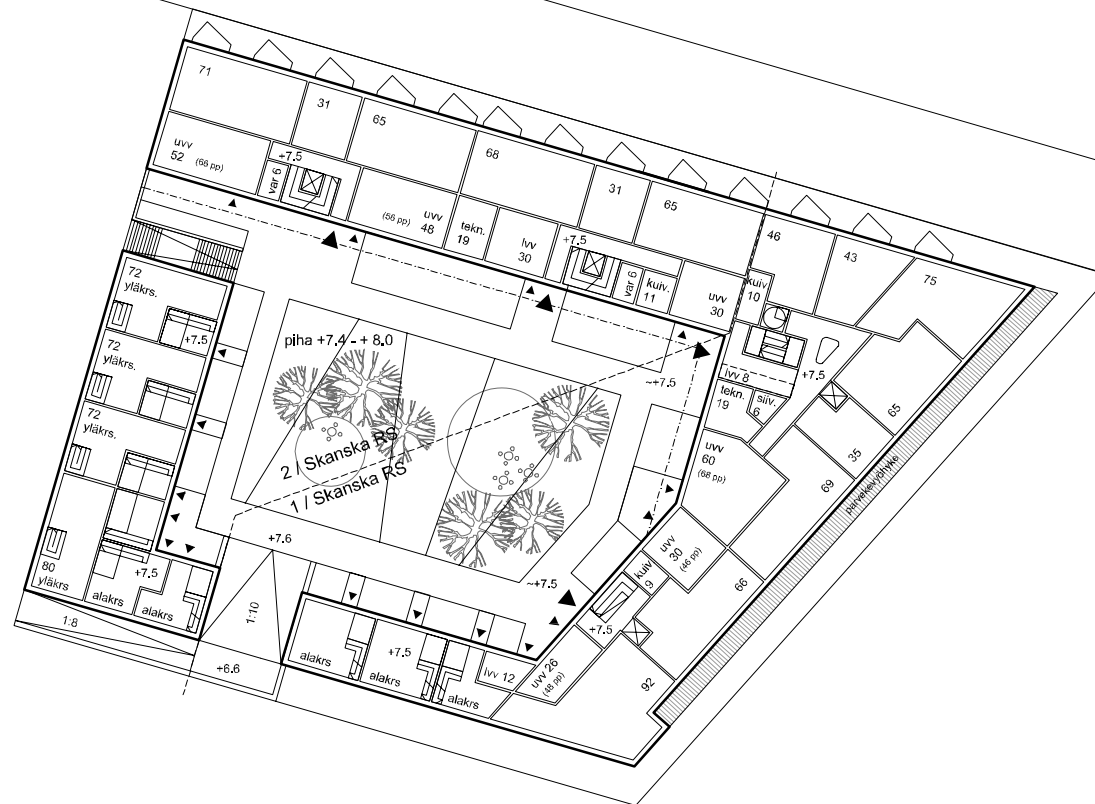 71
31
65
68
31
65
46
43
75
uvv
52 (66 pp)
var 6
+7.5
(56 pp)
uvv
48
tekn.
19
lvv
30
+7.5
var 6
kuiv.
11
uvv
30
kuiv
10
ivv 8
+7.5
tekn.
19
siiv.
6
65
35
69
66
92
parvekevyöhyke
uvv
60
(68 pp)
uvv
30
(46 pp)
kuiv
9
+7.5
uvv 26
(48 pp)
ivv 12
72
yläkrs.
+7.5
72
yläkrs.
72
yläkrs.
80
yläkrs
+7.5
alakrs
alakrs
piha +7.4 - + 8.0
~+7.5
2 / Skanska RS
1 / Skanska RS
+7.6
~+7.5
1:8
1:10
+6.6
alakrs
+7.5
alakrs
alakrs